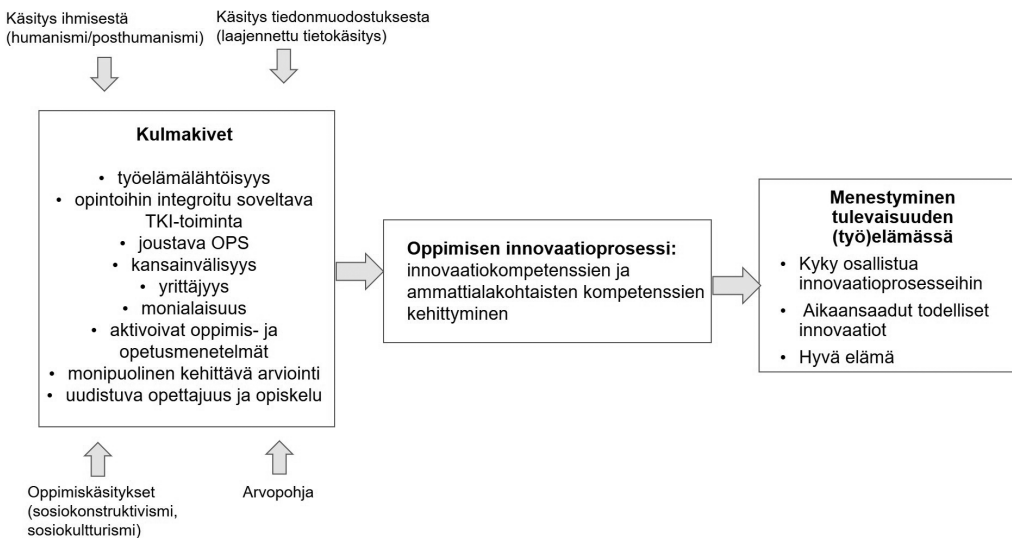 Käsitys ihmisestä
(humanismi/posthumanismi)
Käsitys tiedonmuodostuksesta
(laajennettu tietokäsitys)
Kulmakivet
• työelämälähtöisyys
• opintoihin integroitu soveltava
TKI-toiminta
• joustava OPS
• kansainvälisyys
• yrittäjyys
• monialaisuus
• aktivoivat oppimis- ja
opetusmenetelmät
• monipuolinen kehittävä arviointi
• uudistuva opettajuus ja opiskelu
Oppimiskäsitykset
(sosiokonstruktivismi,
sosiokultturismi)
Arvopohja
Oppimisen innovaatioprosessi:
innovaatiokompetenssien ja
ammattialakohtaisten kompetenssien
kehittyminen
Menestyminen
tulevaisuuden
(työ)elämässä
• Kyky osallistua
innovaatioprosesseihin
• Aikaansaadut todelliset
innovaatiot
• Hyvä elämä